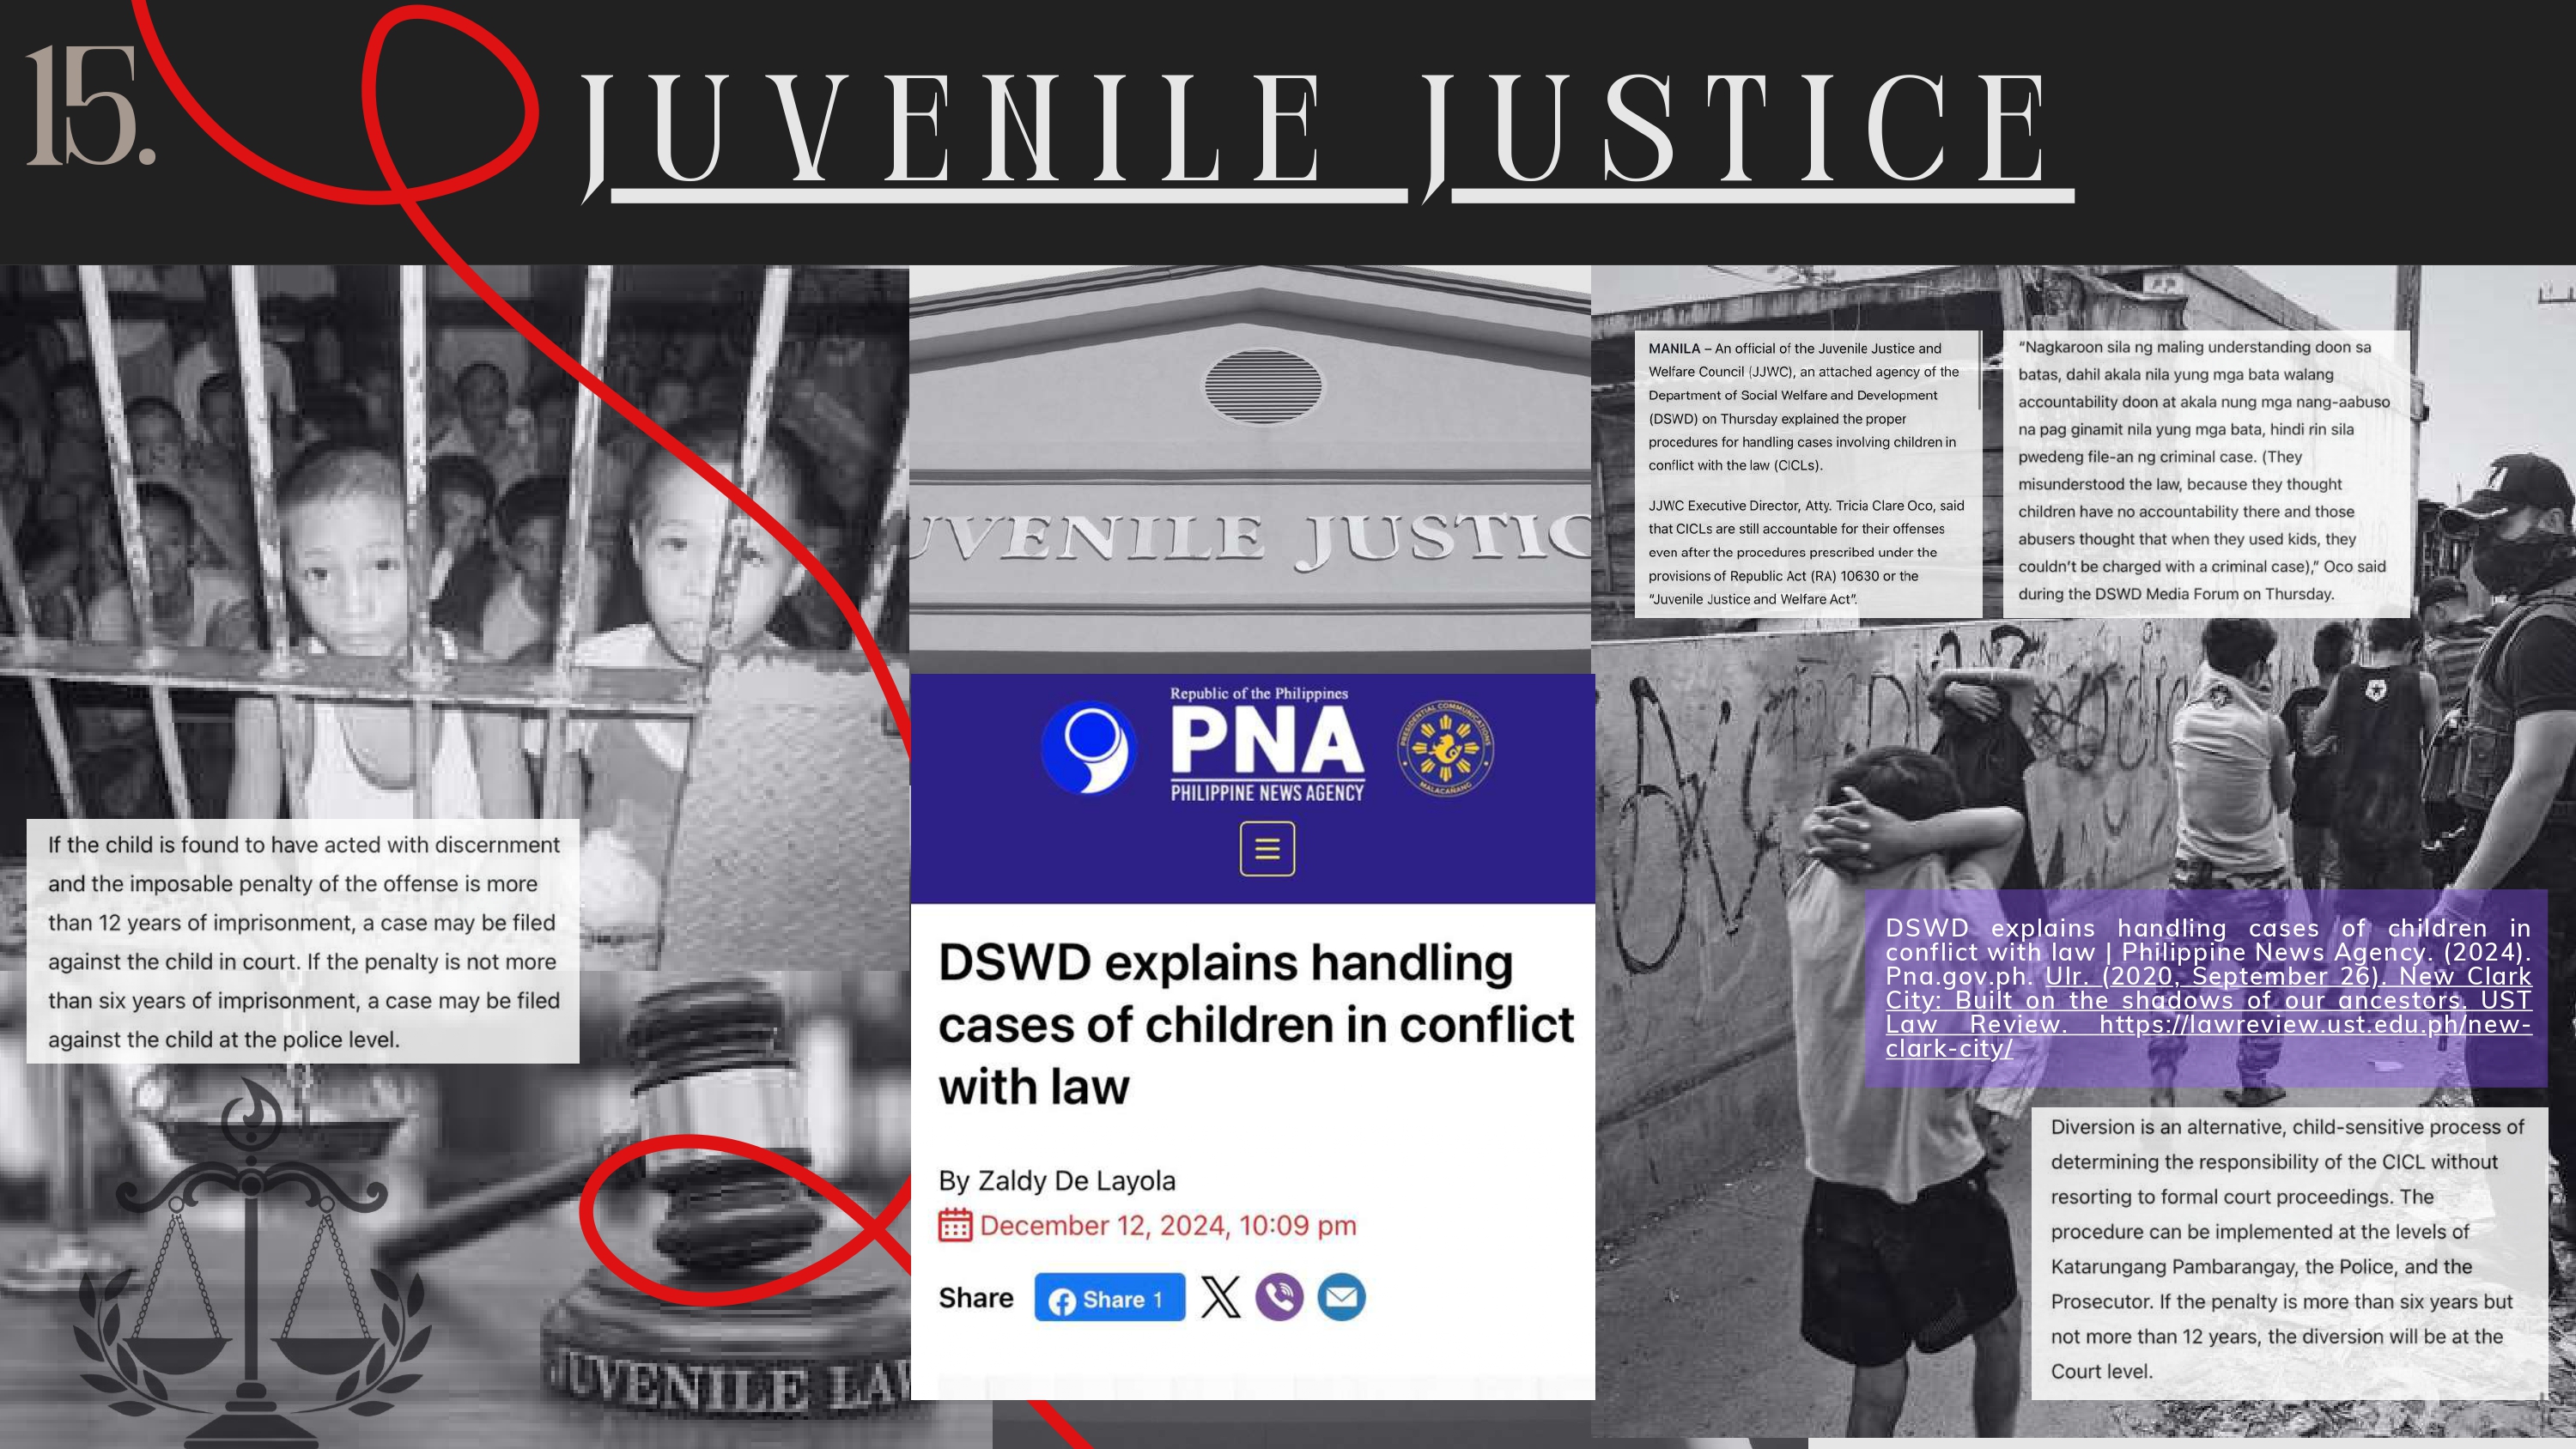 15.
JUVENILE JUSTICE
UVENILE JUSTIC
MANILA – An official of the Juvenile Justice and
Welfare Council (JJWC), an attached agency of the
Department of Social Welfare and Development
(DSWD) on Thursday explained the proper
procedures for handling cases involving children in
conflict with the law (CICLs).
JJWC Executive Director, Atty. Tricia Clare Oco, said
that CICLs are still accountable for their offenses
even after the procedures prescribed under the
provisions of Republic Act (RA) 10630 or the
“Juvenile Justice and Welfare Act”.
“Nagkaroon sila ng maling understanding doon sa
batas, dahil akala nila yung mga bata walang
accountability doon at akala nung mga nang-aabuso
na pag ginamit nila yung mga bata, hindi rin sila
pwedeng file-an ng criminal case. (They
misunderstood the law, because they thought
children have no accountability there and those
abusers thought that when they used kids, they
couldn’t be charged with a criminal case),” Oco said
during the DSWD Media Forum on Thursday.
Republic of the Philippines
PNA
PHILIPPINE NEWS AGENCY
PRESIDENTIAL COMMUNICATIONS
MALACAÑANG
If the child is found to have acted with discernment
and the imposable penalty of the offense is more
than 12 years of imprisonment, a case may be filed
against the child in court. If the penalty is not more
than six years of imprisonment, a case may be filed
against the child at the police level.
DSWD explains handling
cases of children in conflict
with law
By Zaldy De Layola
December 12, 2024, 10:09 pm
Share
Share 1
DSWD explains handling cases of children in
conflict with law | Philippine News Agency. (2024).
Pna.gov.ph. Ulr. (2020, September 26). New Clark
City: Built on the shadows of our ancestors. UST
Law Review. https://lawreview.ust.edu.ph/new-
clark-city/
Diversion is an alternative, child-sensitive process of
determining the responsibility of the CICL without
resorting to formal court proceedings. The
procedure can be implemented at the levels of
Katarungang Pambarangay, the Police, and the
Prosecutor. If the penalty is more than six years but
not more than 12 years, the diversion will be at the
Court level.
JUVENILE LAW